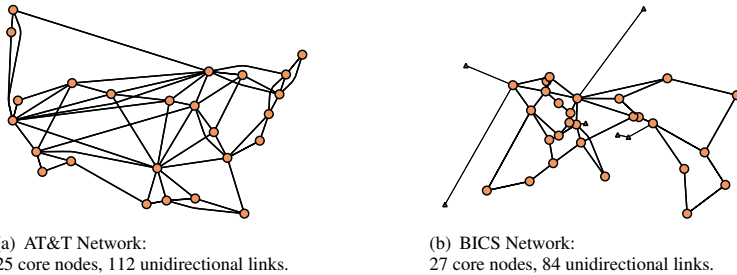 (a) AT&T Network:
25 core nodes, 112 unidirectional links.
(b) BICS Network:
27 core nodes, 84 unidirectional links.